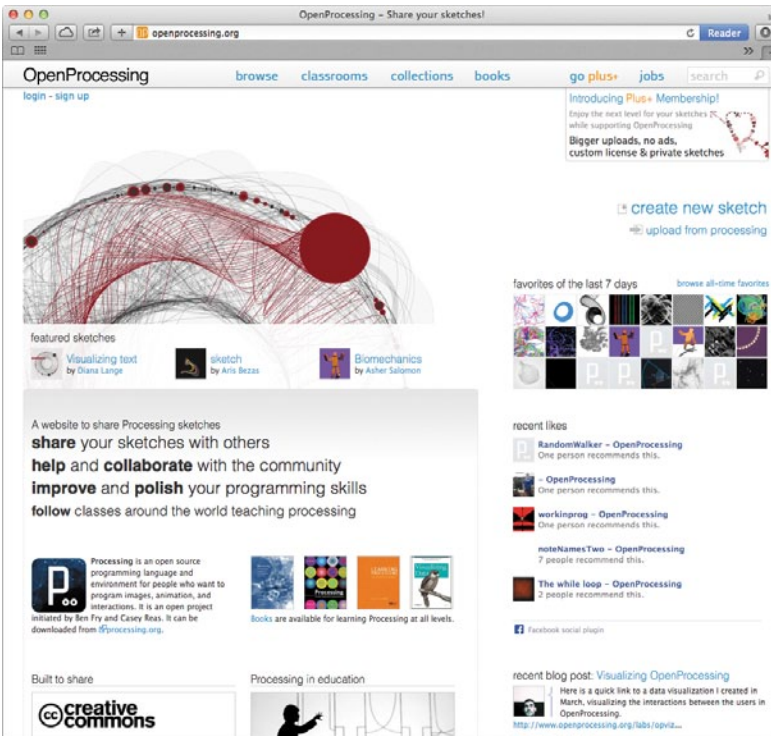 OpenProcessing – Share your sketches!
openprocessing.org
Reader
OpenProcessing
browse classrooms collections books go plus+ jobs search
login - sign up
Introducing Plus+ Membership!
Enjoy the next level for your sketches
while supporting OpenProcessing
Bigger uploads, no ads,
custom license & private sketches
create new sketch
upload from processing
favorites of the last 7 days browse all-time favorites
featured sketches
Visualizing text
by Diana Lange
sketch
by Aris Bezas
Biomechanics
by Asher Salomon
A website to share Processing sketches
share your sketches with others
help and collaborate with the community
improve and polish your programming skills
follow classes around the world teaching processing
recent likes
RandomWalker – OpenProcessing
One person recommends this.
– OpenProcessing
One person recommends this.
workinprog – OpenProcessing
One person recommends this.
noteNamesTwo – OpenProcessing
7 people recommend this.
The while loop – OpenProcessing
2 people recommend this.
Facebook social plugin
Processing is an open source
programming language and
environment for people who want to
program images, animation, and
interactions. It is an open project
initiated by Ben Fry and Casey Reas. It can be
downloaded from processing.org.
Processing
Books are available for learning Processing at all levels.
Built to share
creative
commons
Processing in education
recent blog post: Visualizing OpenProcessing
Here is a quick link to a data visualization I created in
March, visualizing the interactions between the users in
OpenProcessing.
http://www.openprocessing.org/labs/opviz...